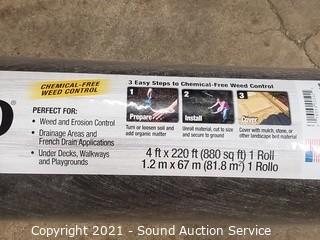 CHEMICAL-FREE
WEED CONTROL
PERFECT FOR:
• Weed and Erosion Control
• Drainage Areas and
French Drain Applications
• Under Decks, Walkways
and Playgrounds
3 Easy Steps to Chemical-Free Weed Control
1
Prepare
Turn or loosen soil and
add organic matter
2
Install
Unroll material, cut to size
and secure to ground
3
Cover
Cover with mulch, stone, or
other landscape bed material
4 ft x 220 ft (880 sq ft) 1 Roll
1.2 m x 67 m (81.8 m²) 1 Rollo
Copyright 2021 - Sound Auction Service